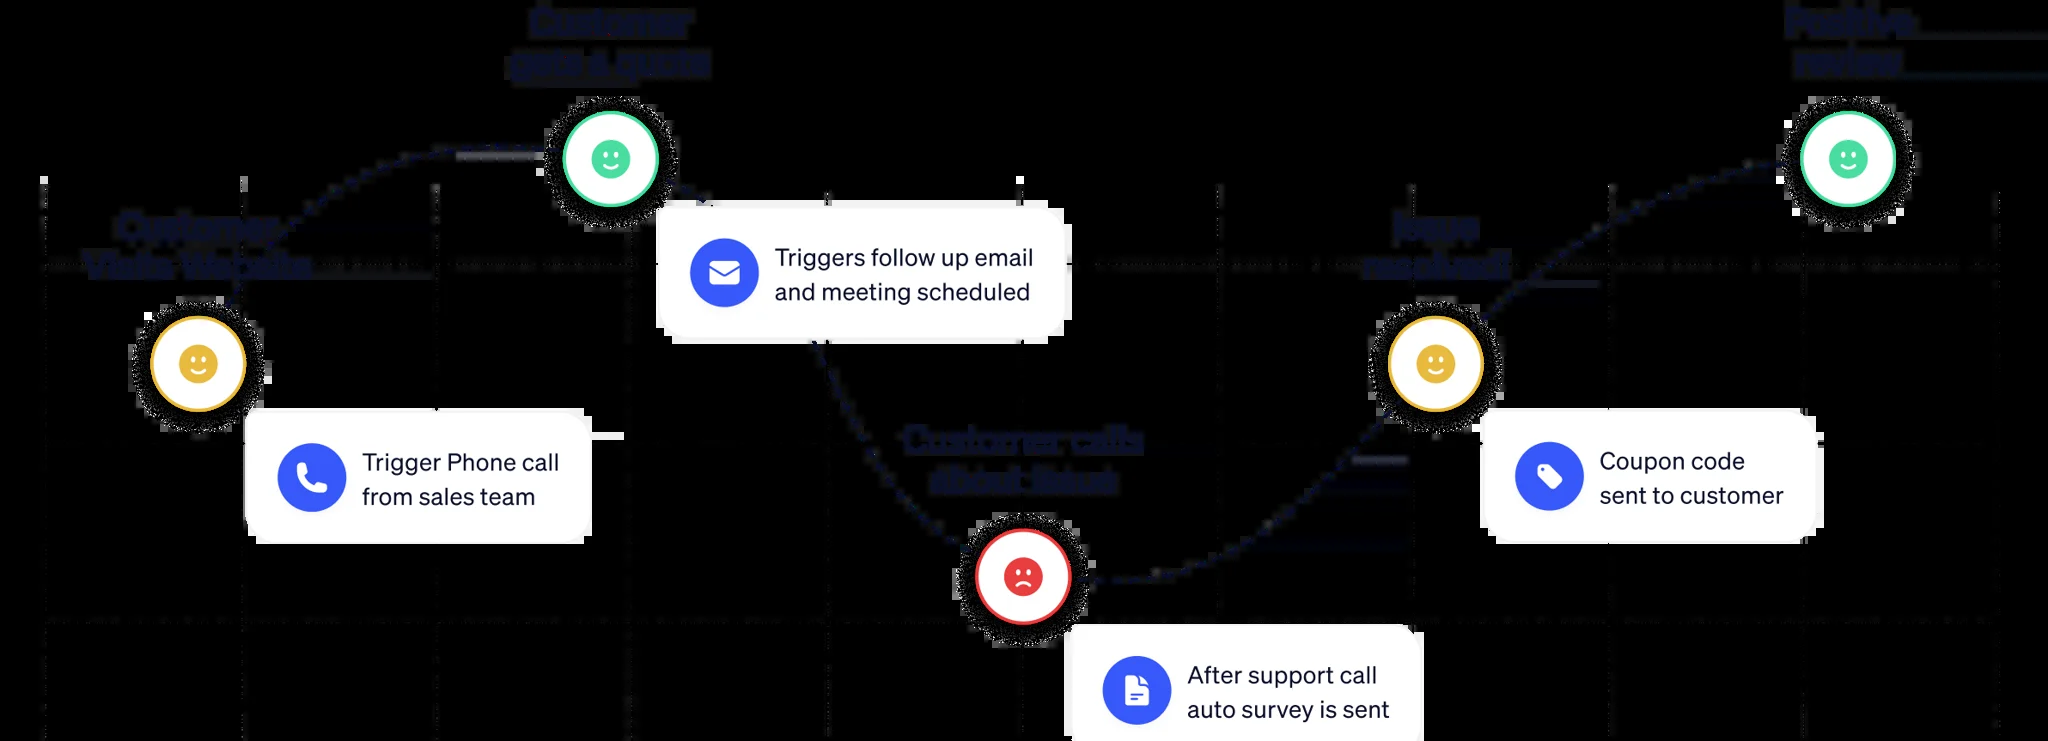 Customer
gets a quote
Positive
review
Customer
Visits Website
Triggers follow up email
and meeting scheduled
Issue
resolved
Trigger Phone call
from sales team
Customer calls
about issue
Coupon code
sent to customer
After support call
auto survey is sent